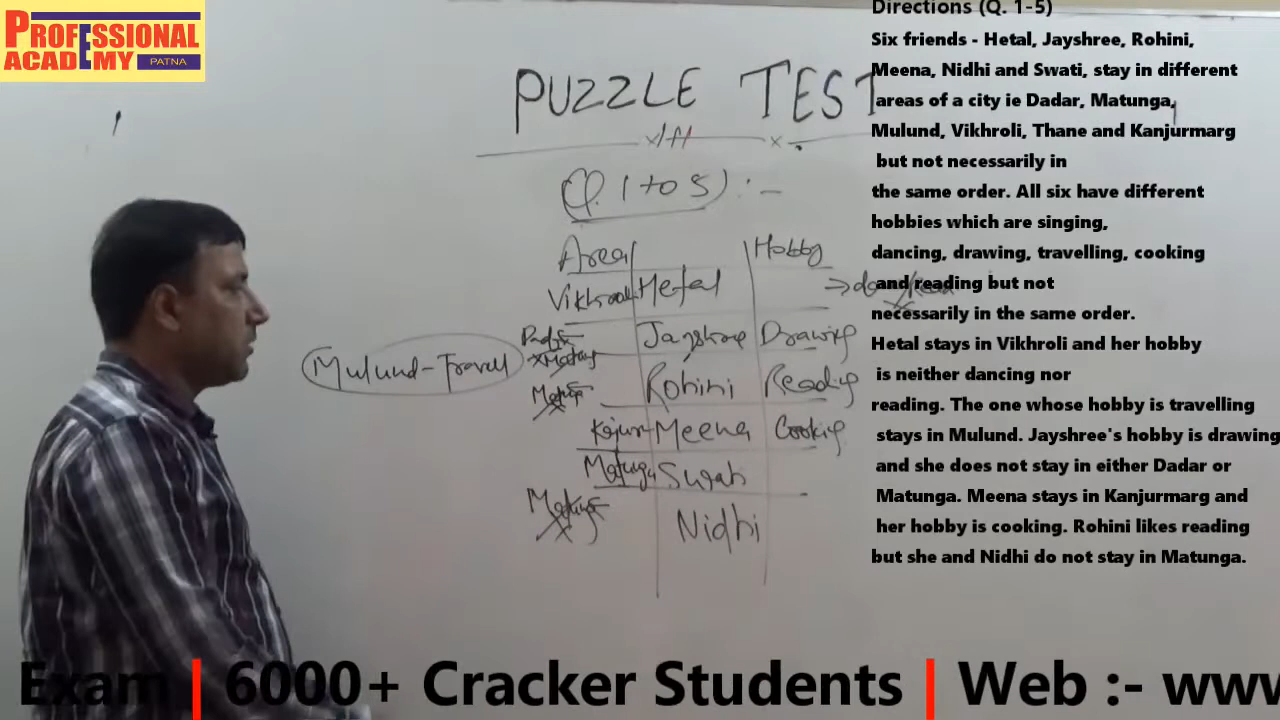 PROFESSIONAL
ACADEMY
PATNA
PUZZLE TEST
(Q. 1 to 5) :-
Area
Hobby
Hetal
Jayshree Drawing
Mulund-Travell
Rohini Reading
Meena Cooking
Swati
Nidhi
Directions (Q. 1-5)
Six friends - Hetal, Jayshree, Rohini,
Meena, Nidhi and Swati, stay in different
areas of a city ie Dadar, Matunga,
Mulund, Vikhroli, Thane and Kanjurmarg
but not necessarily in
the same order. All six have different
hobbies which are singing,
dancing, drawing, travelling, cooking
and reading but not
necessarily in the same order.
Hetal stays in Vikhroli and her hobby
is neither dancing nor
reading. The one whose hobby is travelling
stays in Mulund. Jayshree's hobby is drawing
and she does not stay in either Dadar or
Matunga. Meena stays in Kanjurmarg and
her hobby is cooking. Rohini likes reading
but she and Nidhi do not stay in Matunga.
Exam | 6000+ Cracker Students | Web :- www